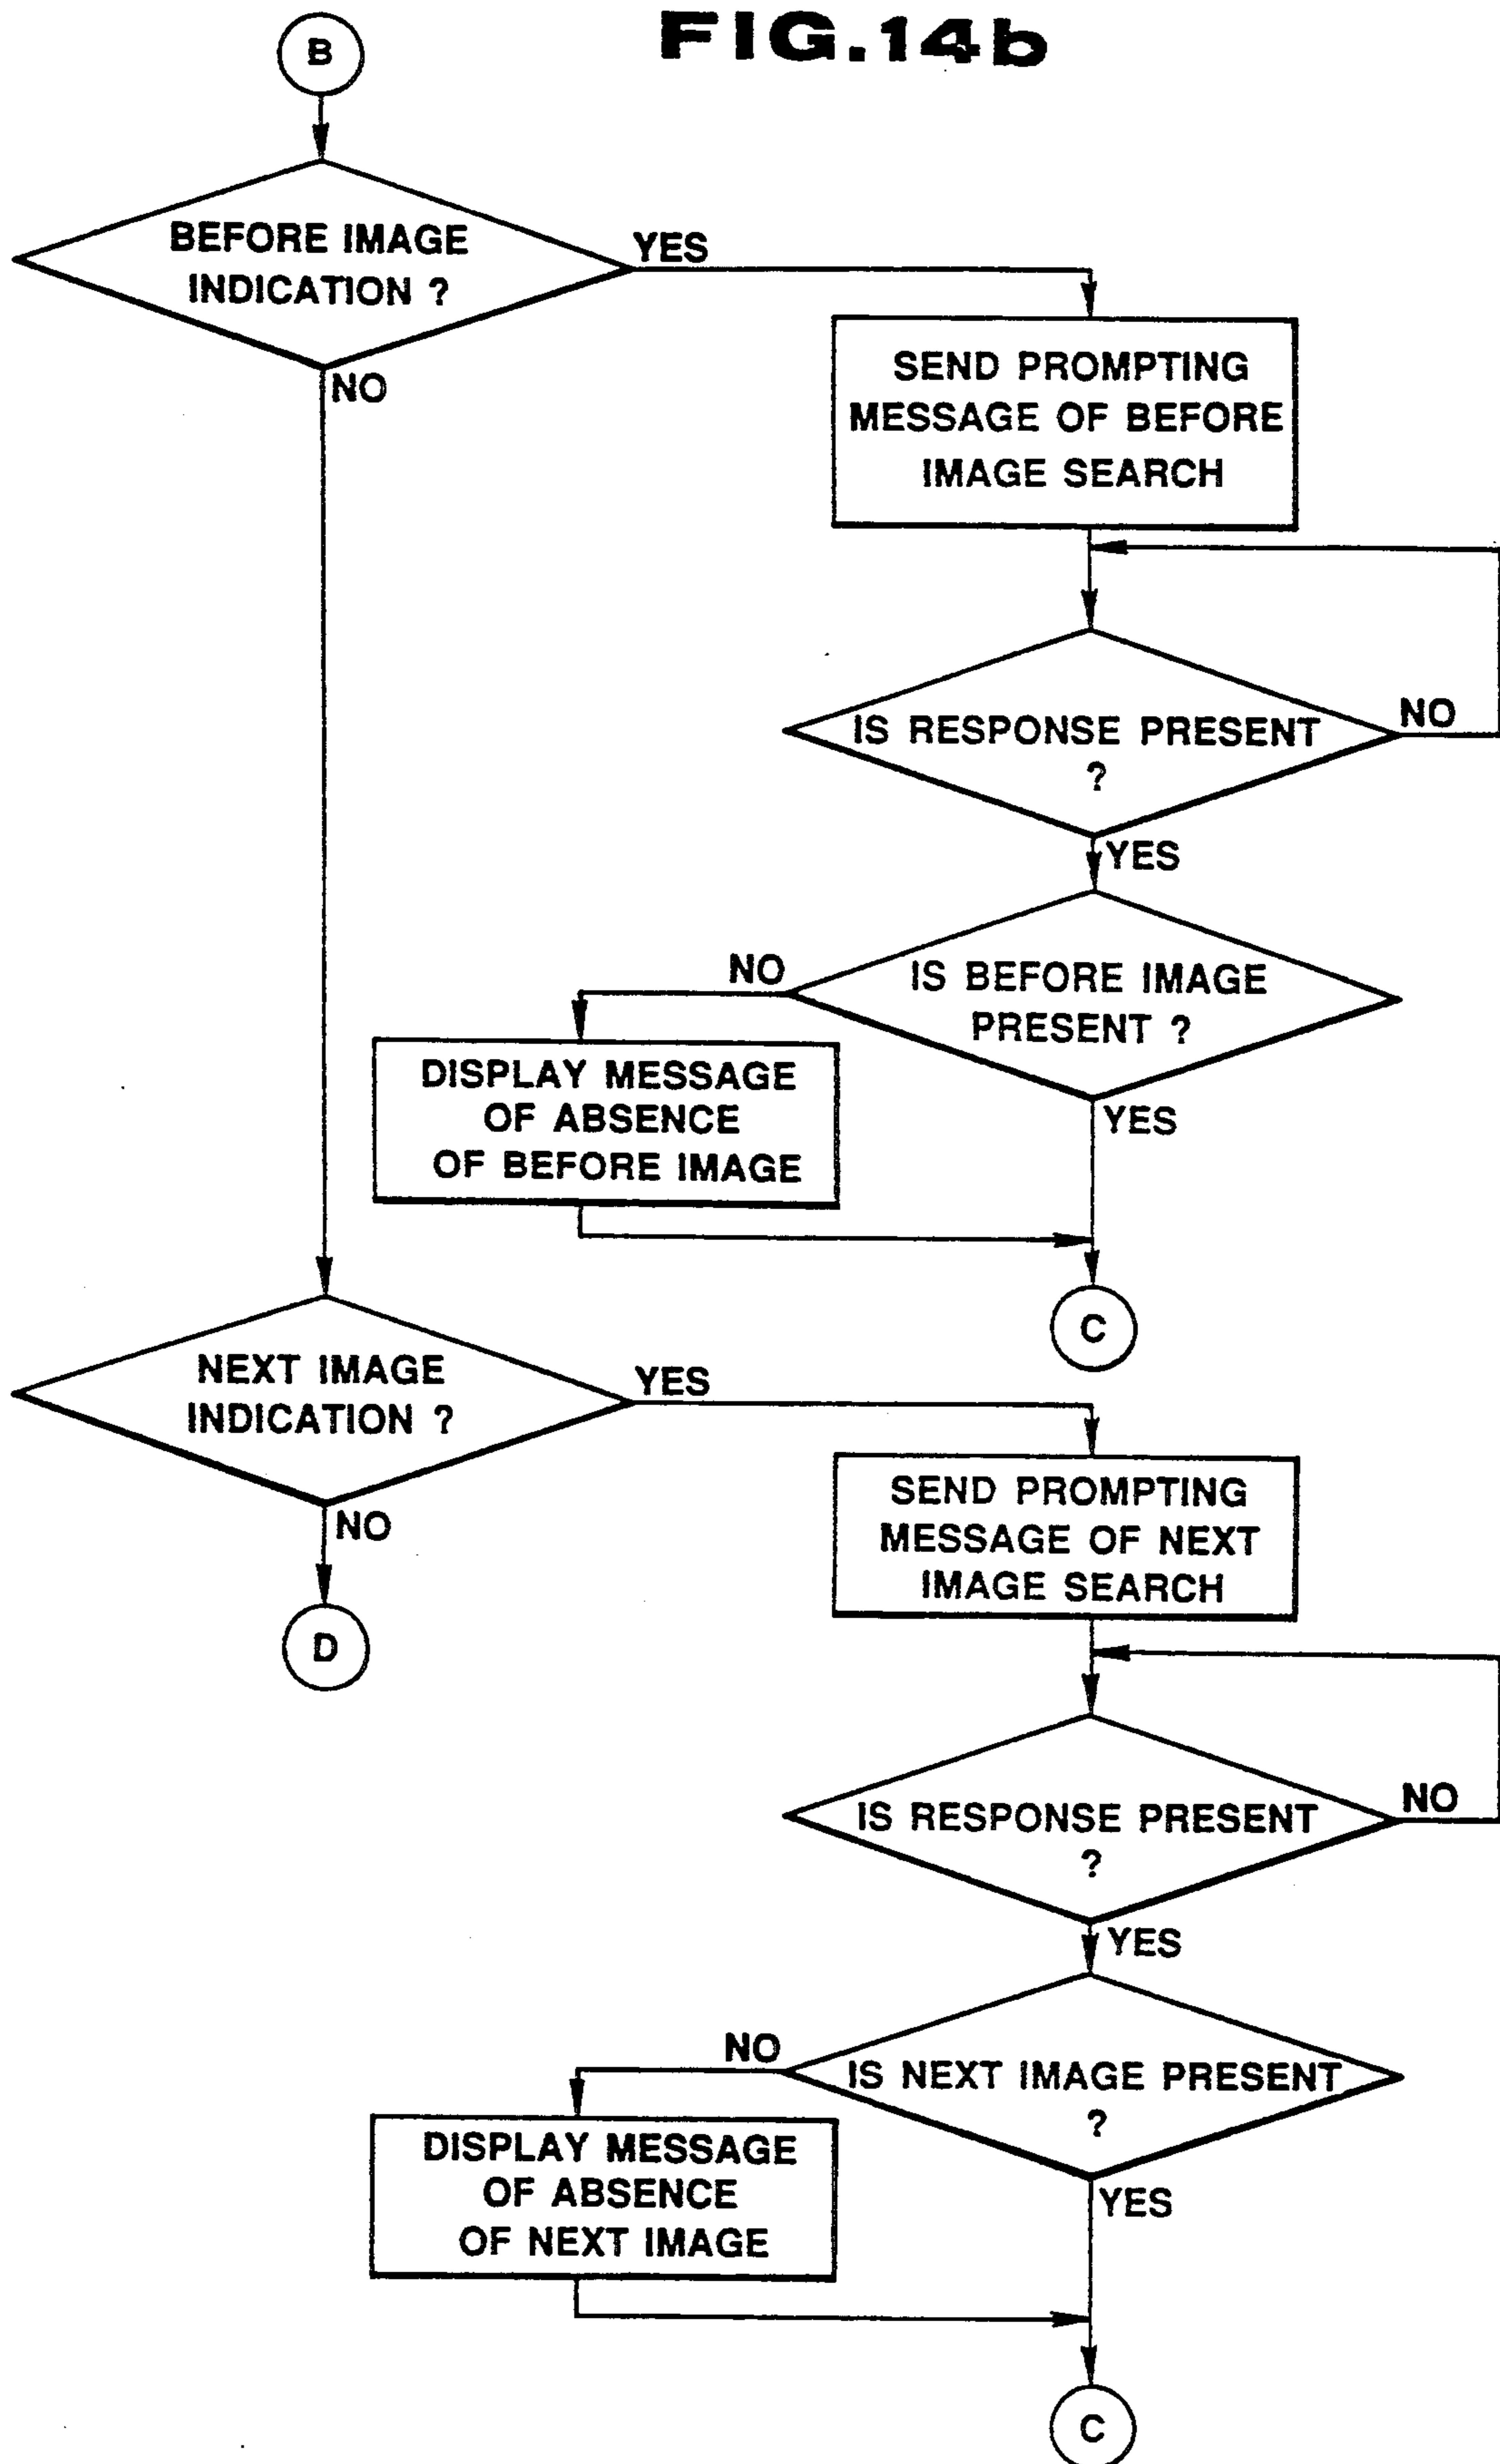 FIG.14b
B
BEFORE IMAGE
INDICATION ?
YES
NO
SEND PROMPTING
MESSAGE OF BEFORE
IMAGE SEARCH
IS RESPONSE PRESENT
?
NO
YES
IS BEFORE IMAGE
PRESENT ?
NO
YES
DISPLAY MESSAGE
OF ABSENCE
OF BEFORE IMAGE
C
NEXT IMAGE
INDICATION ?
YES
NO
D
SEND PROMPTING
MESSAGE OF NEXT
IMAGE SEARCH
IS RESPONSE PRESENT
?
NO
YES
IS NEXT IMAGE PRESENT
?
NO
YES
DISPLAY MESSAGE
OF ABSENCE
OF NEXT IMAGE
C